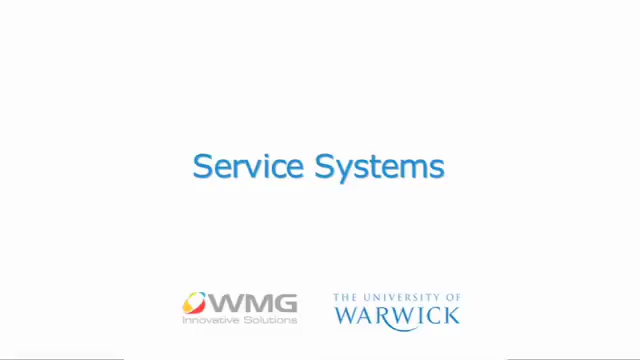 Service Systems
WMG
Innovative Solutions
THE UNIVERSITY OF
WARWICK